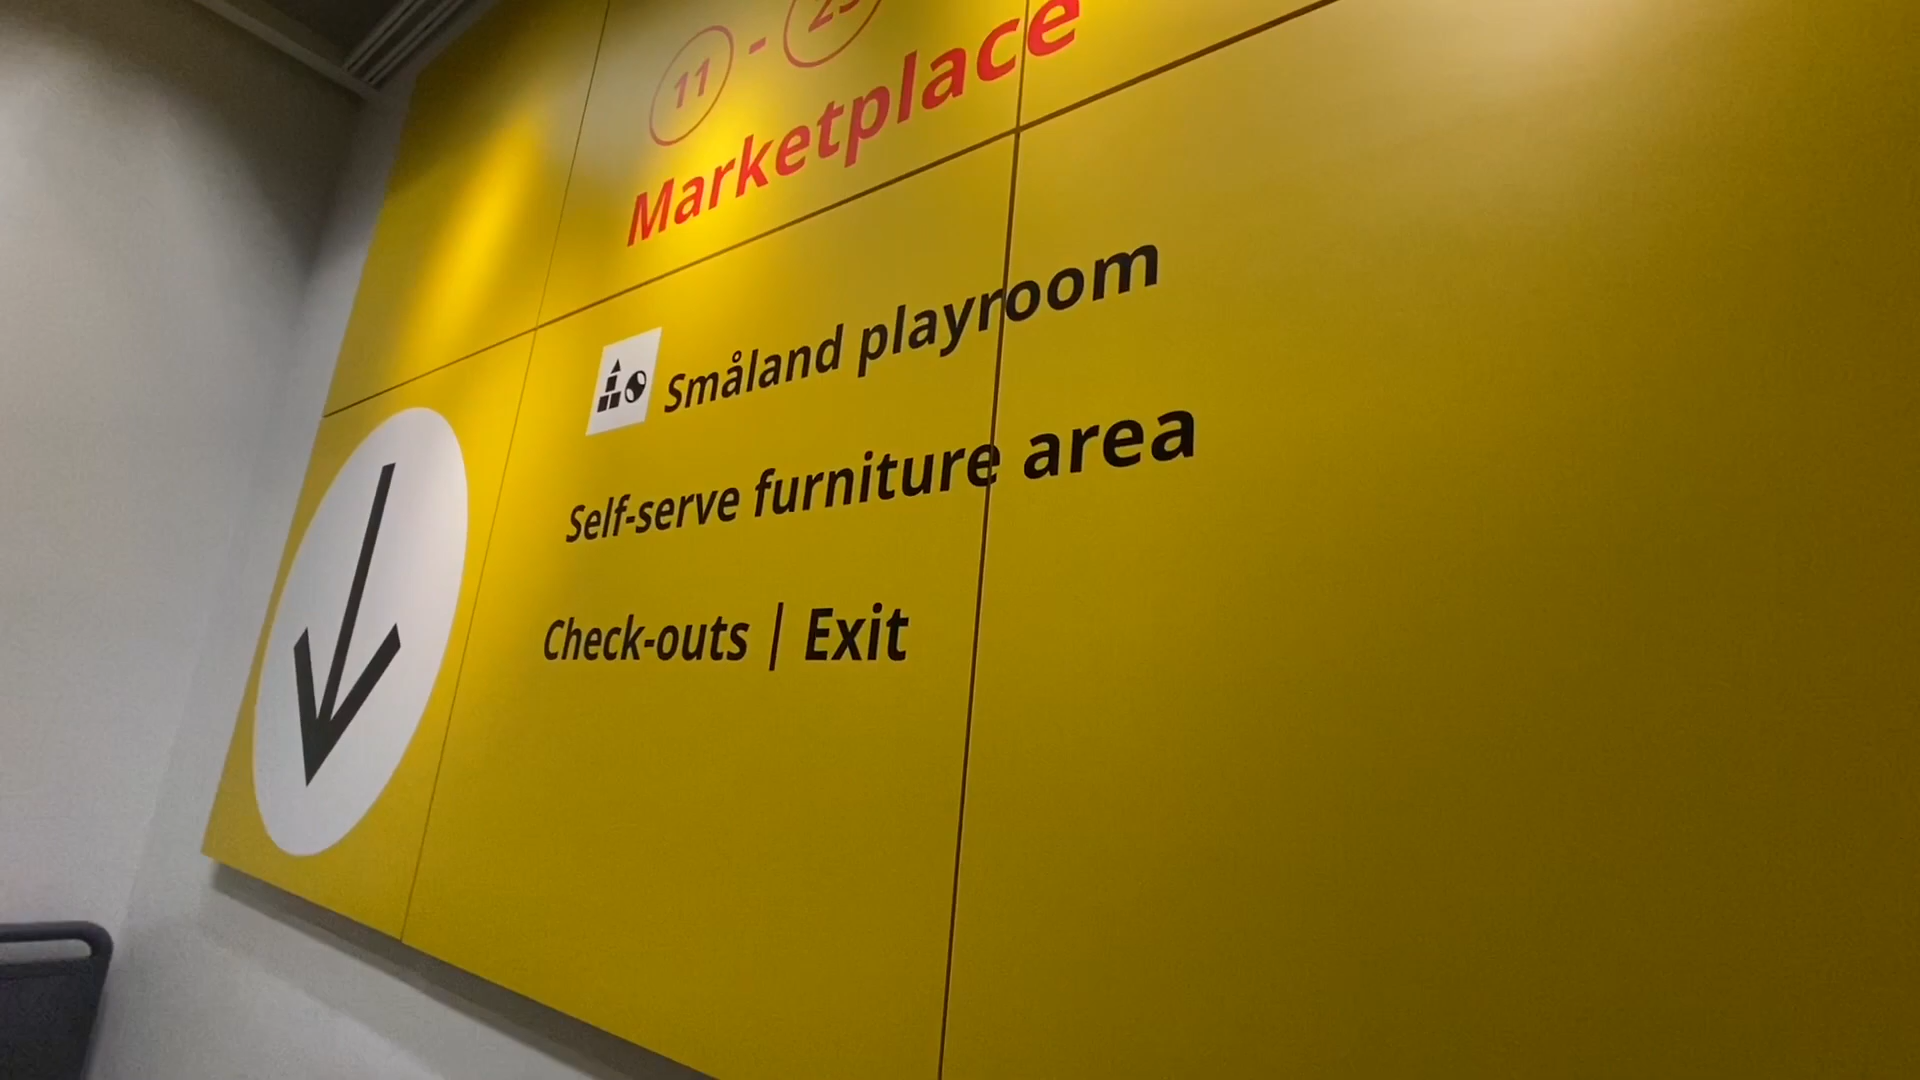 11 -
Marketplace
Småland playroom
Self-serve furniture area
Check-outs | Exit